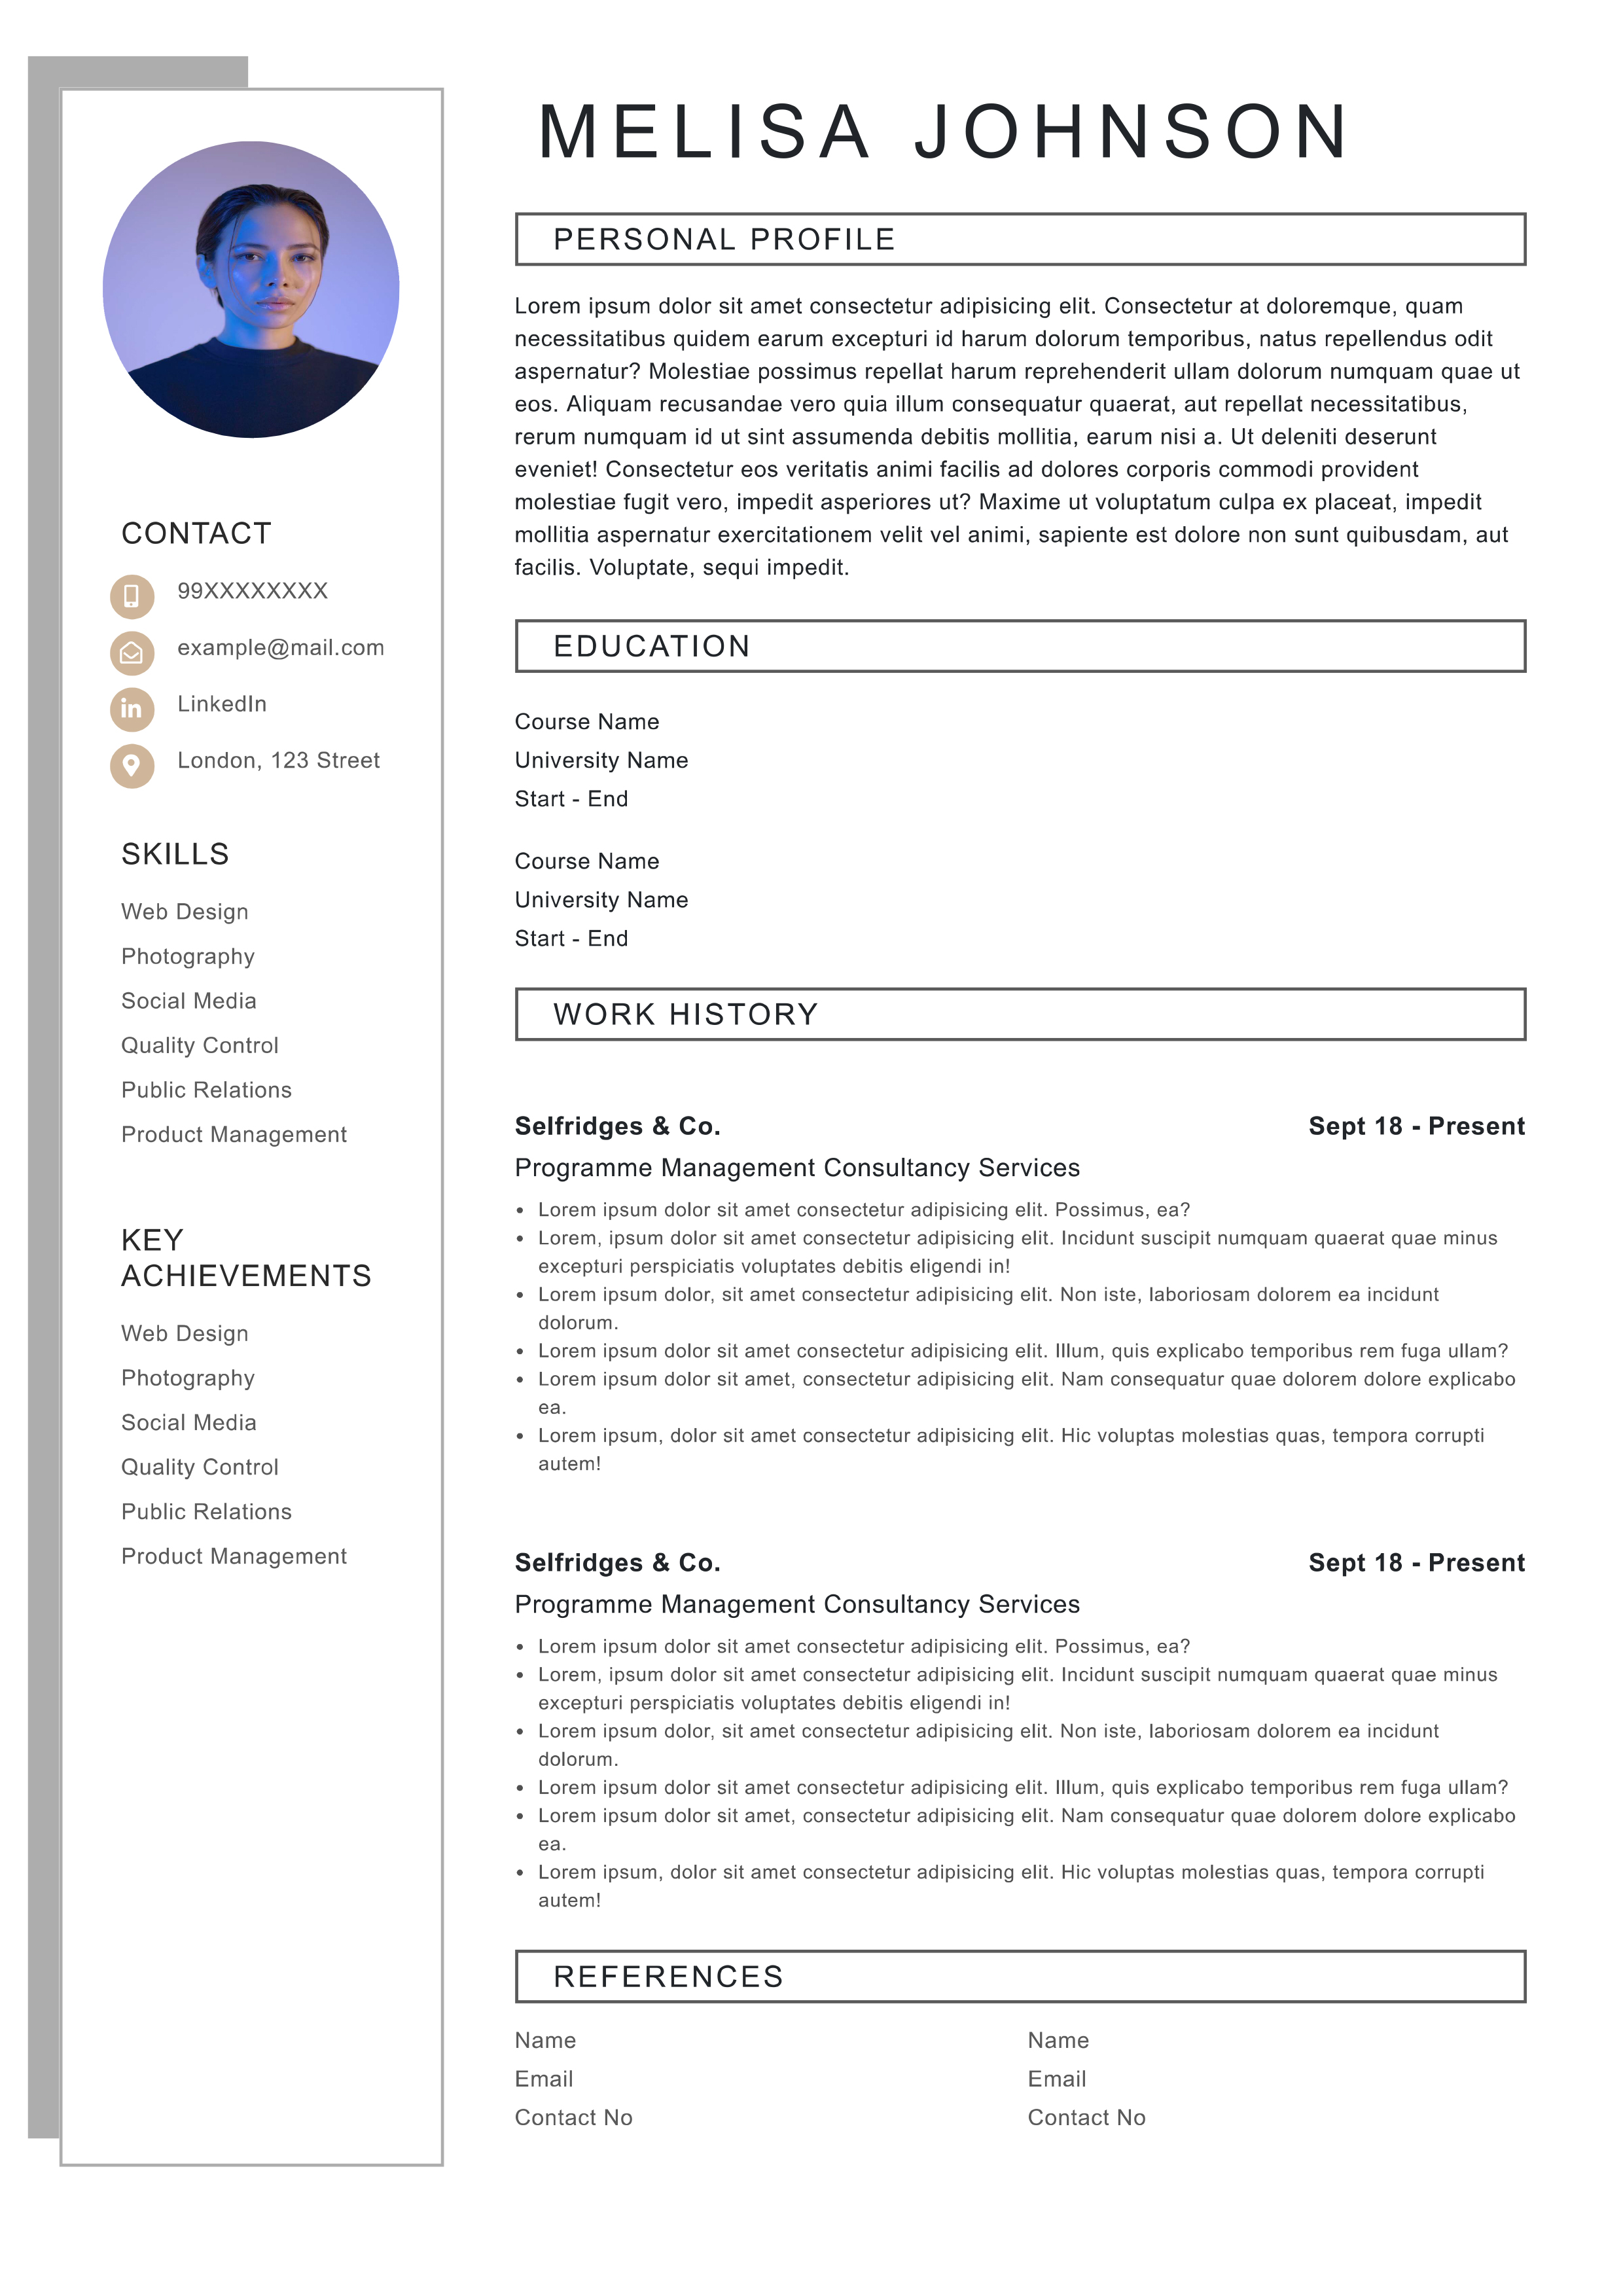 MELISA JOHNSON
CONTACT
99XXXXXXXX
example@mail.com
LinkedIn
London, 123 Street
SKILLS
Web Design
Photography
Social Media
Quality Control
Public Relations
Product Management
KEY
ACHIEVEMENTS
Web Design
Photography
Social Media
Quality Control
Public Relations
Product Management
PERSONAL PROFILE
Lorem ipsum dolor sit amet consectetur adipisicing elit. Consectetur at doloremque, quam
necessitatibus quidem earum excepturi id harum dolorum temporibus, natus repellendus odit
aspernatur? Molestiae possimus repellat harum reprehenderit ullam dolorum numquam quae ut
eos. Aliquam recusandae vero quia illum consequatur quaerat, aut repellat necessitatibus,
rerum numquam id ut sint assumenda debitis mollitia, earum nisi a. Ut deleniti deserunt
eveniet! Consectetur eos veritatis animi facilis ad dolores corporis commodi provident
molestiae fugit vero, impedit asperiores ut? Maxime ut voluptatum culpa ex placeat, impedit
mollitia aspernatur exercitationem velit vel animi, sapiente est dolore non sunt quibusdam, aut
facilis. Voluptate, sequi impedit.
EDUCATION
Course Name
University Name
Start - End
Course Name
University Name
Start - End
WORK HISTORY
Selfridges & Co. Sept 18 - Present
Programme Management Consultancy Services
• Lorem ipsum dolor sit amet consectetur adipisicing elit. Possimus, ea?
• Lorem, ipsum dolor sit amet consectetur adipisicing elit. Incidunt suscipit numquam quaerat quae minus
excepturi perspiciatis voluptates debitis eligendi in!
• Lorem ipsum dolor, sit amet consectetur adipisicing elit. Non iste, laboriosam dolorem ea incidunt
dolorum.
• Lorem ipsum dolor sit amet consectetur adipisicing elit. Illum, quis explicabo temporibus rem fuga ullam?
• Lorem ipsum dolor sit amet, consectetur adipisicing elit. Nam consequatur quae dolorem dolore explicabo
ea.
• Lorem ipsum, dolor sit amet consectetur adipisicing elit. Hic voluptas molestias quas, tempora corrupti
autem!
Selfridges & Co. Sept 18 - Present
Programme Management Consultancy Services
• Lorem ipsum dolor sit amet consectetur adipisicing elit. Possimus, ea?
• Lorem, ipsum dolor sit amet consectetur adipisicing elit. Incidunt suscipit numquam quaerat quae minus
excepturi perspiciatis voluptates debitis eligendi in!
• Lorem ipsum dolor, sit amet consectetur adipisicing elit. Non iste, laboriosam dolorem ea incidunt
dolorum.
• Lorem ipsum dolor sit amet consectetur adipisicing elit. Illum, quis explicabo temporibus rem fuga ullam?
• Lorem ipsum dolor sit amet, consectetur adipisicing elit. Nam consequatur quae dolorem dolore explicabo
ea.
• Lorem ipsum, dolor sit amet consectetur adipisicing elit. Hic voluptas molestias quas, tempora corrupti
autem!
REFERENCES
Name
Email
Contact No
Name
Email
Contact No